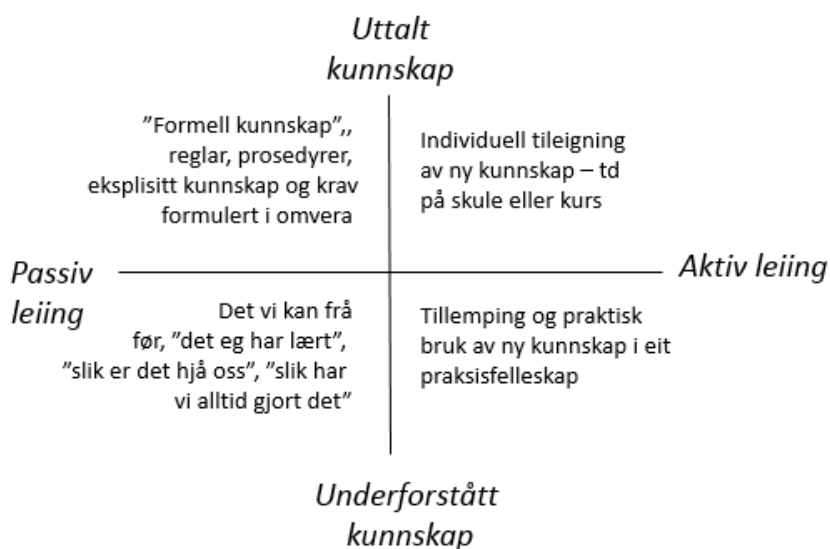 Uttalt
kunnskap
"Formell kunnskap",,
reglar, prosedyrer,
eksplisitt kunnskap og krav
formulert i omvera
Individuell tileigning
av ny kunnskap – td
på skule eller kurs
Passiv
leiing
Aktiv leiing
Det vi kan frå
før, "det eg har lært",
"slik er det hjå oss", "slik har
vi alltid gjort det"
Tillemping og praktisk
bruk av ny kunnskap i eit
praksisfelleskap
Underforstått
kunnskap